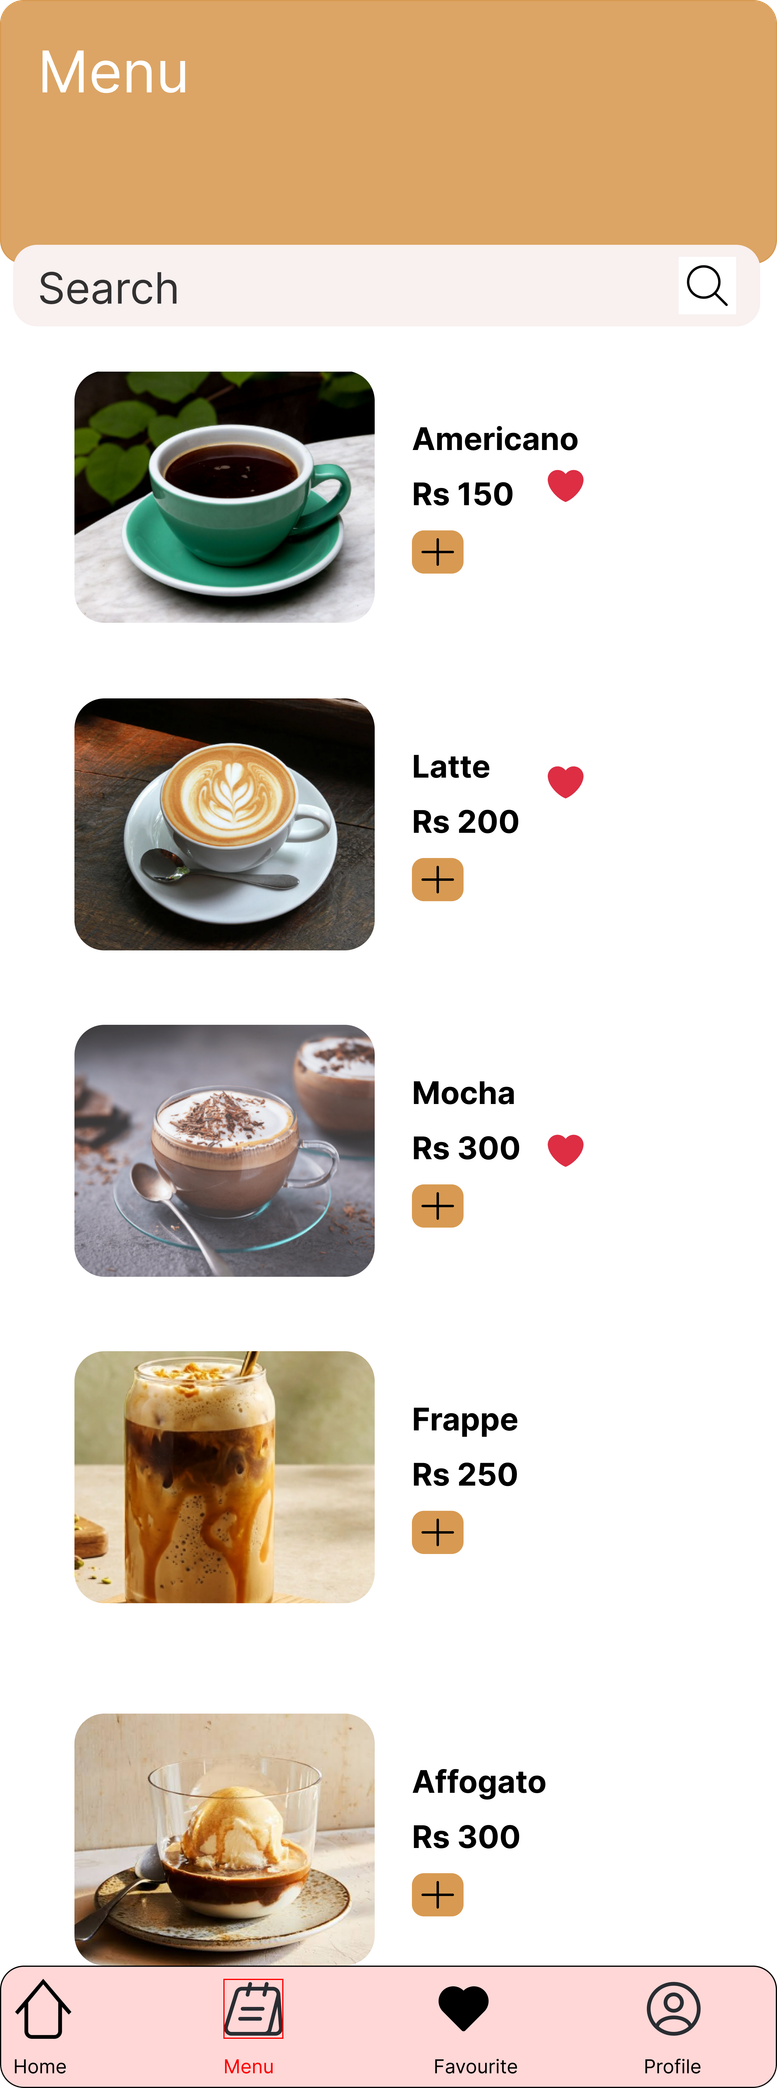 Menu
Search
Americano
Rs 150
Latte
Rs 200
Mocha
Rs 300
Frappe
Rs 250
Affogato
Rs 300
Home
Menu
Favourite
Profile